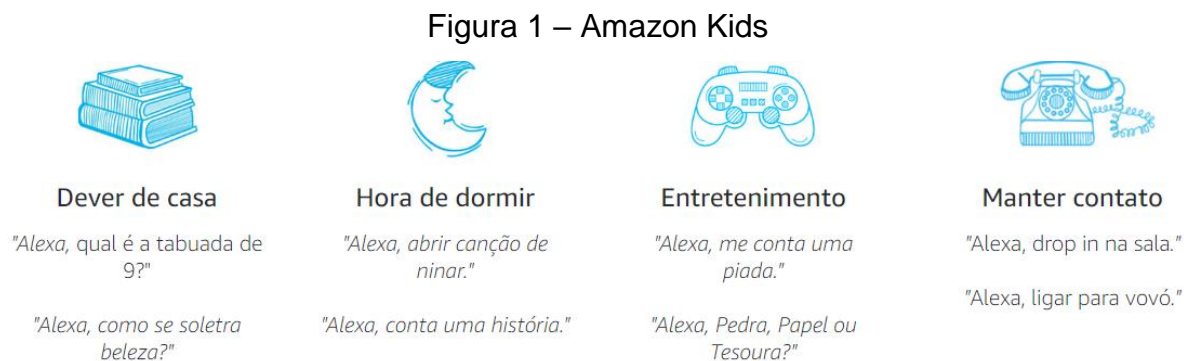 Figura 1 – Amazon Kids
Dever de casa
"Alexa, qual é a tabuada de
9?"
"Alexa, como se soletra
beleza?"
Hora de dormir
"Alexa, abrir canção de
ninar."
"Alexa, conta uma história."
Entretenimento
"Alexa, me conta uma
piada."
"Alexa, Pedra, Papel ou
Tesoura?"
Manter contato
"Alexa, drop in na sala."
"Alexa, ligar para vovó."